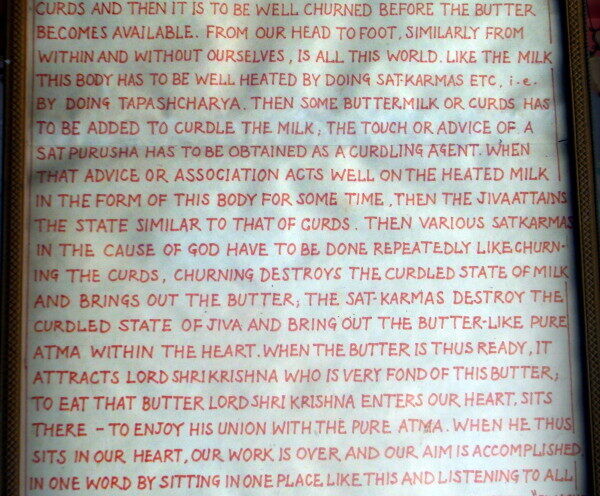 CURDS AND THEN IT IS TO BE WELL CHURNED BEFORE THE BUTTER
BECOMES AVAILABLE. FROM OUR HEAD TO FOOT, SIMILARLY FROM
WITHIN AND WITHOUT OURSELVES, IS ALL THIS WORLD. LIKE THE MILK
THIS BODY HAS TO BE WELL HEATED BY DOING SAT-KARMAS ETC, i.e.
BY DOING TAPASHCHARYA. THEN SOME BUTTERMILK OR CURDS HAS
TO BE ADDED TO CURDLE THE MILK; THE TOUCH OR ADVICE OF A
SAT PURUSHA HAS TO BE OBTAINED AS A CURDLING AGENT. WHEN
THAT ADVICE OR ASSOCIATION ACTS WELL ON THE HEATED MILK
IN THE FORM OF THIS BODY FOR SOME TIME, THEN THE JIVA ATTAINS
THE STATE SIMILAR TO THAT OF CURDS. THEN VARIOUS SATKARMAS
IN THE CAUSE OF GOD HAVE TO BE DONE REPEATEDLY LIKE CHURN-
ING THE CURDS, CHURNING DESTROYS THE CURDLED STATE OF MILK
AND BRINGS OUT THE BUTTER; THE SAT-KARMAS DESTROY THE
CURDLED STATE OF JIVA AND BRING OUT THE BUTTER-LIKE PURE
ATMA WITHIN THE HEART. WHEN THE BUTTER IS THUS READY, IT
ATTRACTS LORD SHRI KRISHNA WHO IS VERY FOND OF THIS BUTTER;
TO EAT THAT BUTTER LORD SHRI KRISHNA ENTERS OUR HEART, SITS
THERE - TO ENJOY HIS UNION WITH THE PURE ATMA. WHEN HE THUS
SITS IN OUR HEART, OUR WORK IS OVER AND OUR AIM IS ACCOMPLISHED
IN ONE WORD BY SITTING IN ONE PLACE LIKE THIS AND LISTENING TO ALL